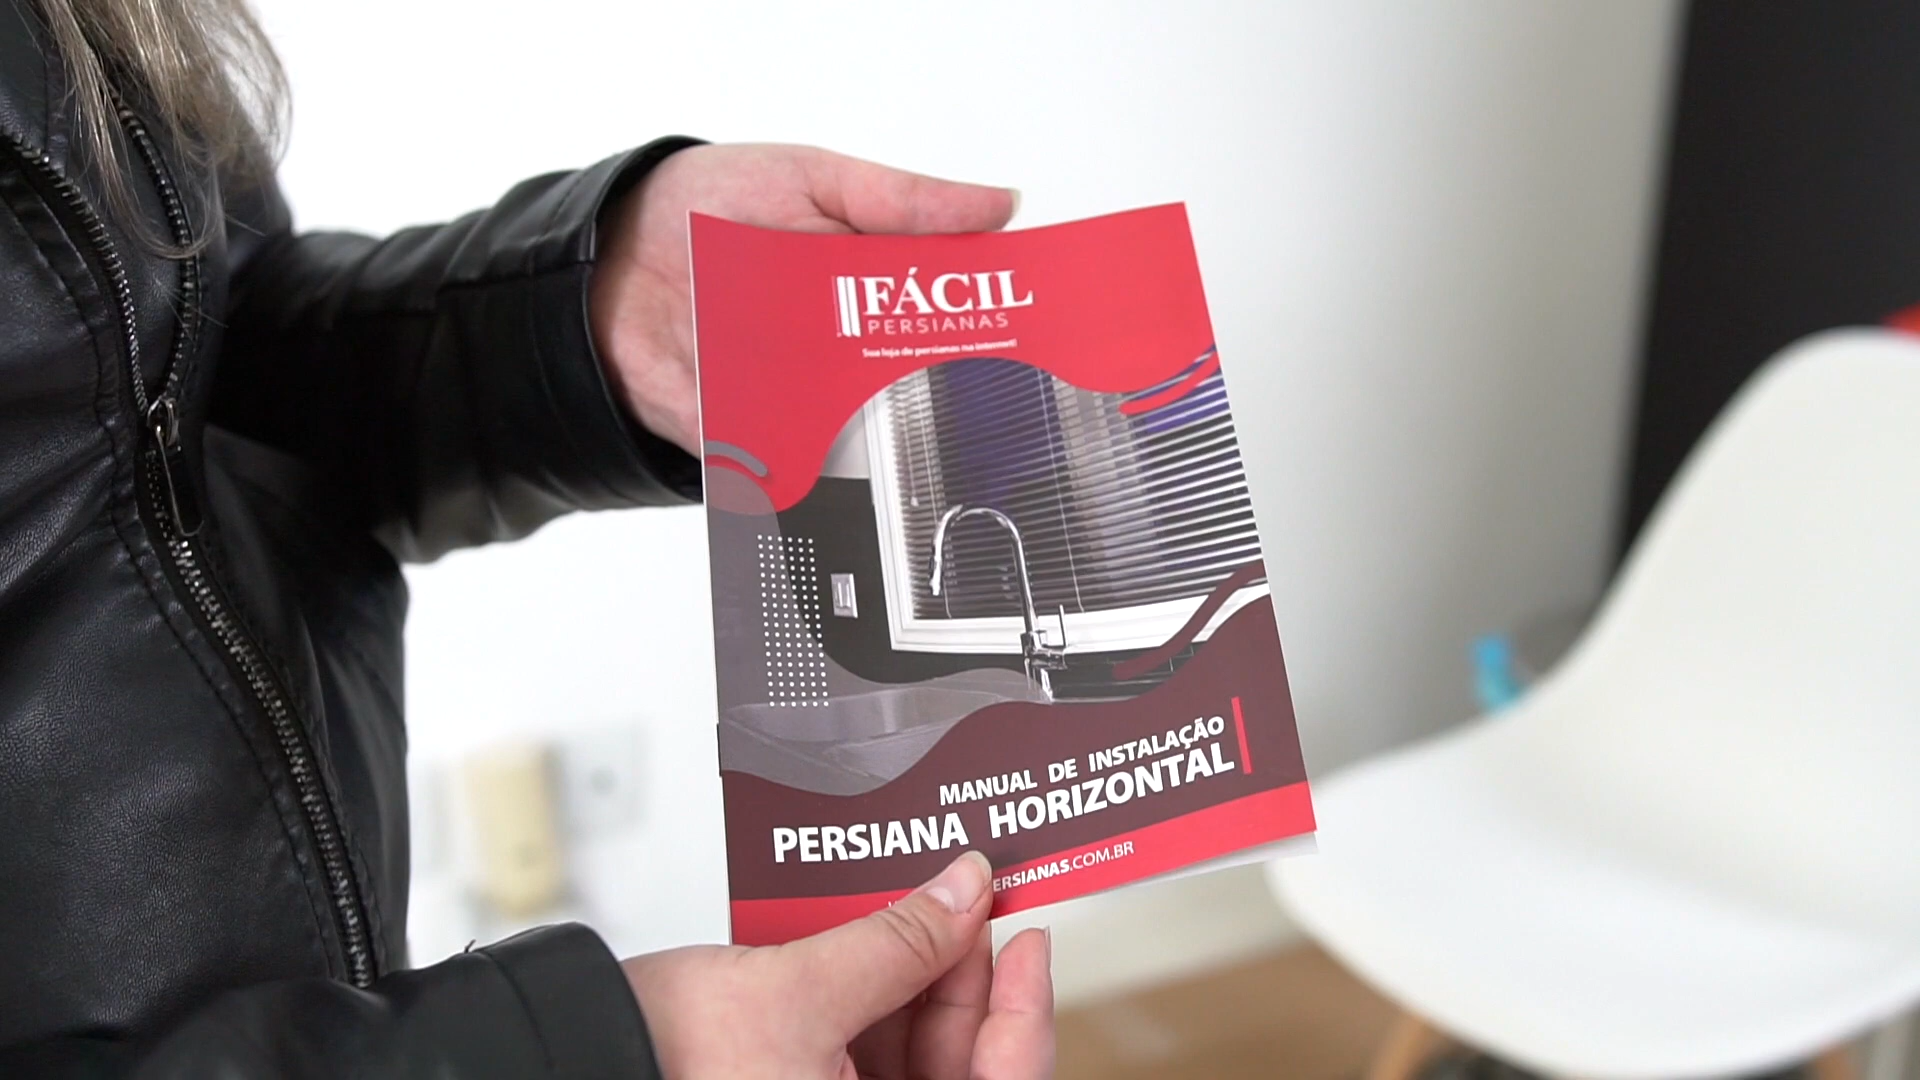 FÁCIL
PERSIANAS
Sua loja de persianas na internet!
MANUAL DE INSTALAÇÃO
PERSIANA HORIZONTAL
ERSIANAS.COM.BR